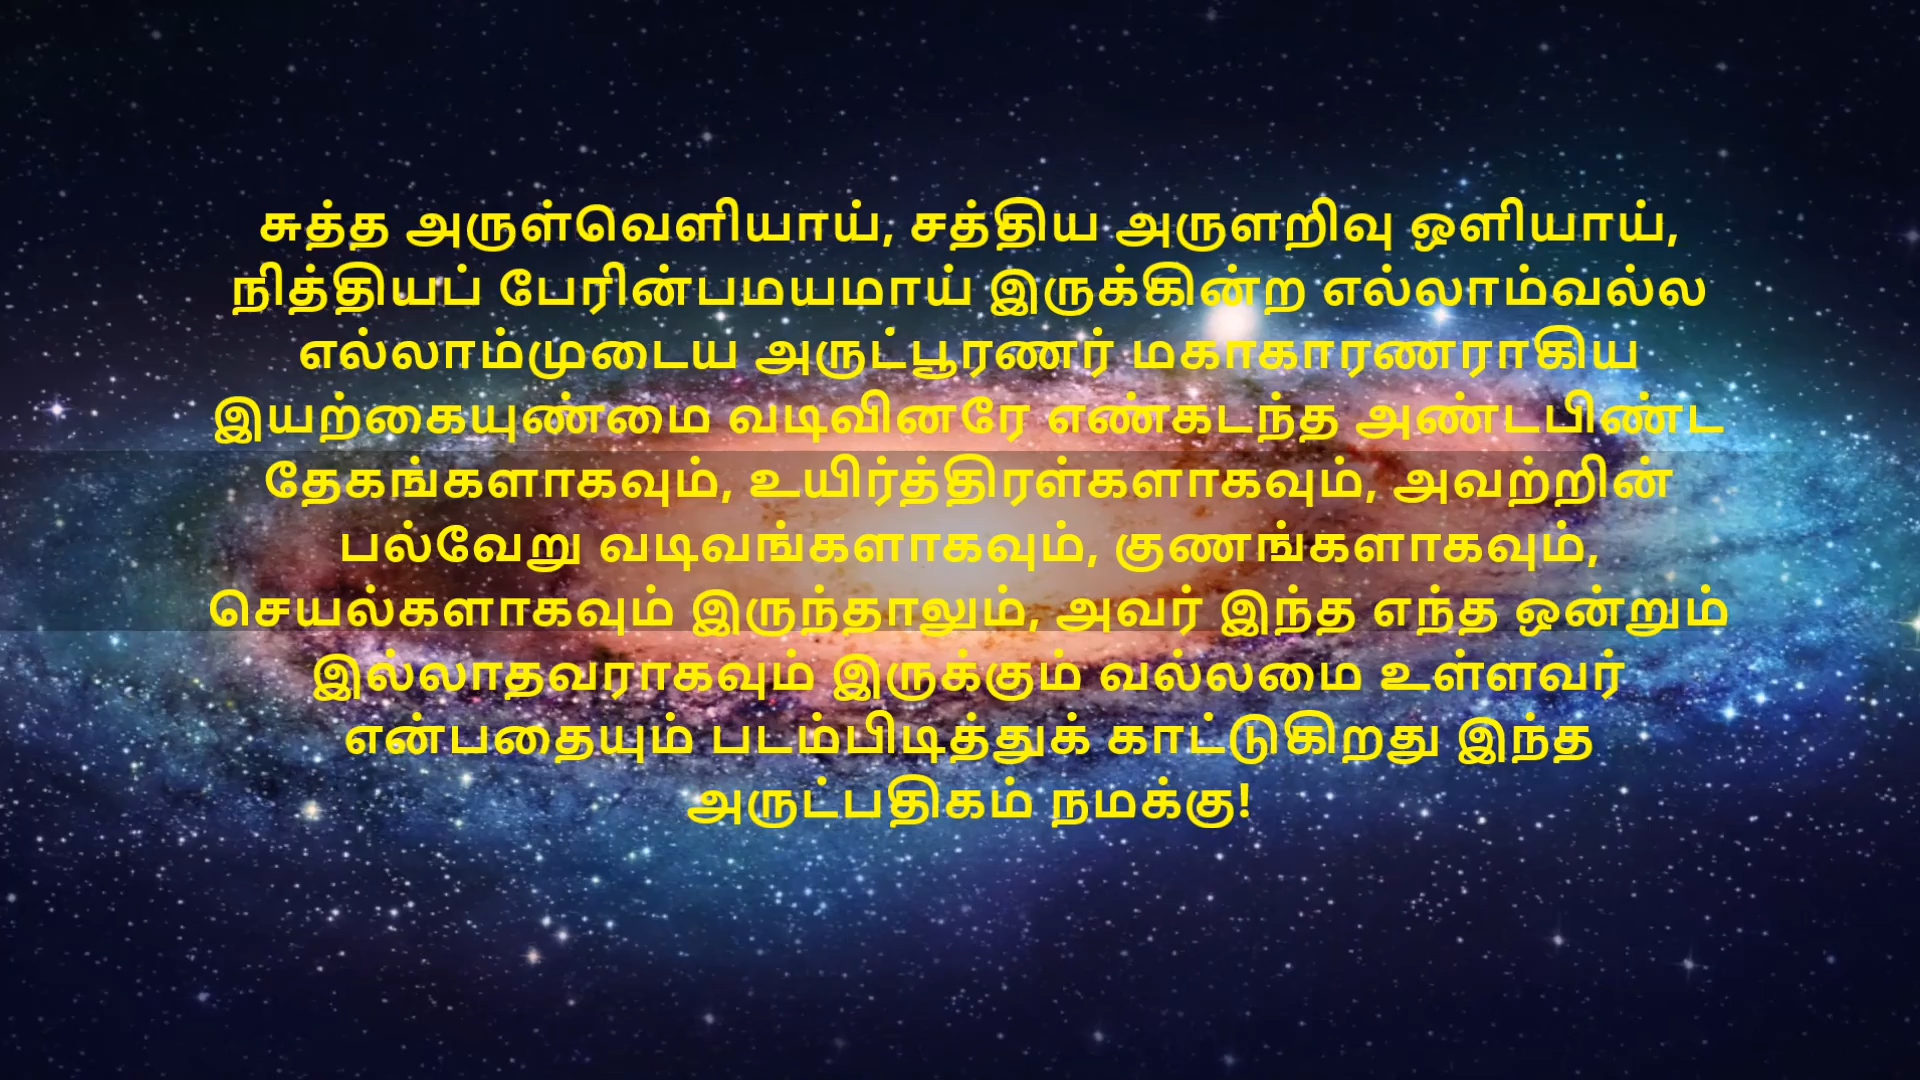 சுத்த அருள்வெளியாய், சத்திய அருளறிவு ஒளியாய்,
நித்தியப் பேரின்பமயமாய் இருக்கின்ற எல்லாம்வல்ல
எல்லாம்முடைய அருட்பூரணர் மகாகாரணராகிய
இயற்கையுண்மை வடிவினரே எண்கடந்த அண்டபிண்ட
தேகங்களாகவும், உயிர்த்திரள்களாகவும், அவற்றின்
பல்வேறு வடிவங்களாகவும், குணங்களாகவும்,
செயல்களாகவும் இருந்தாலும், அவர் இந்த எந்த ஒன்றும்
இல்லாதவராகவும் இருக்கும் வல்லமை உள்ளவர்
என்பதையும் படம்பிடித்துக் காட்டுகிறது இந்த
அருட்பதிகம் நமக்கு!